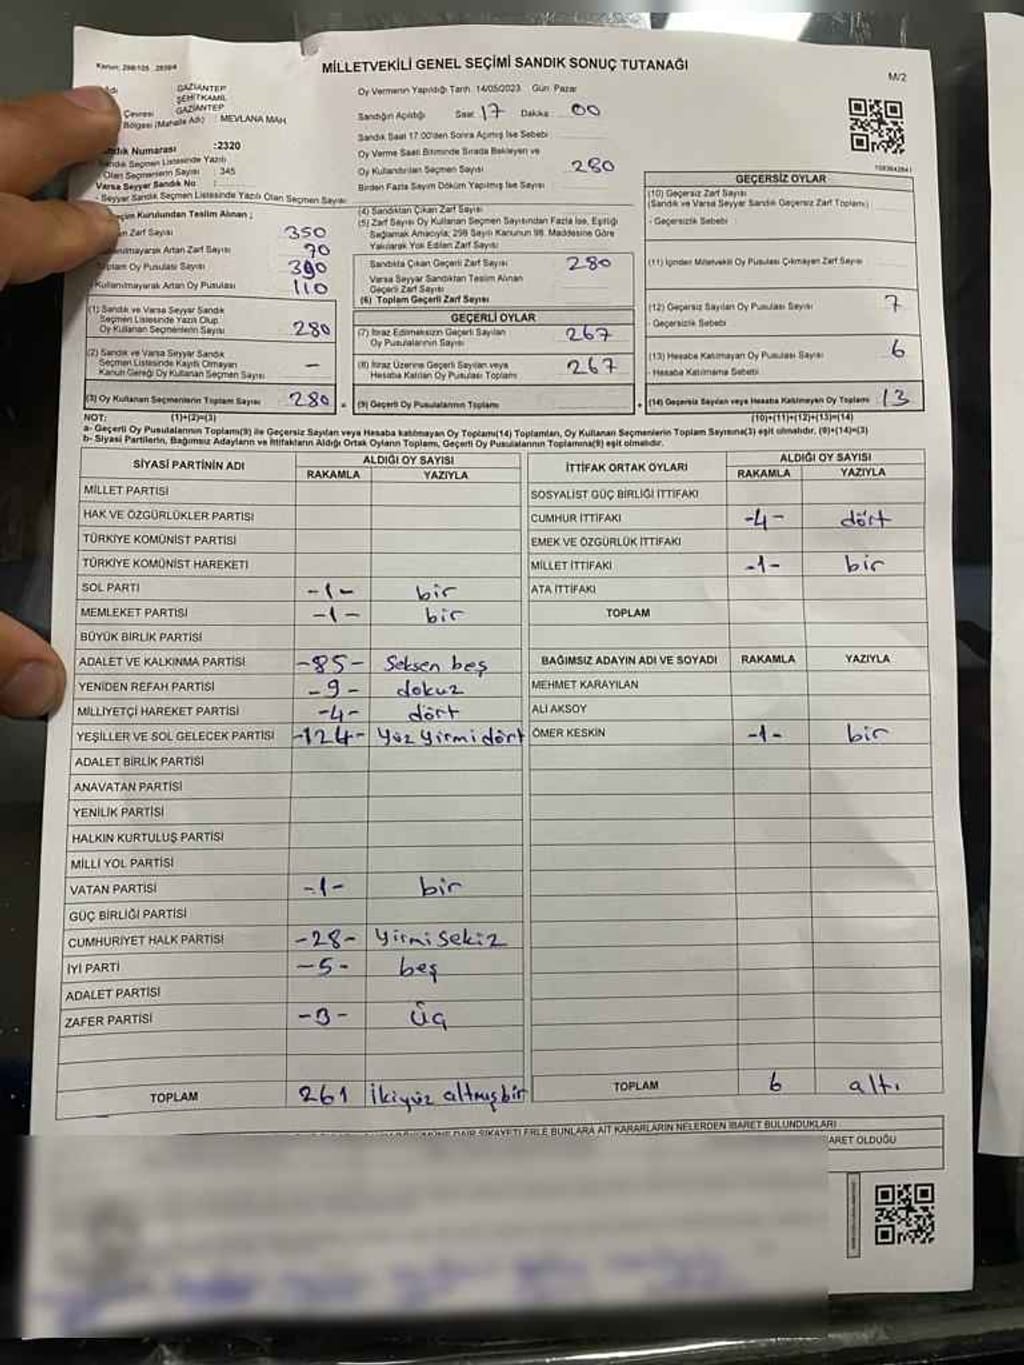 Kanun: 298/105 2839/4
MİLLETVEKİLİ GENEL SEÇİMİ SANDIK SONUÇ TUTANAĞI
M/2
GAZİANTEP
ŞEHİTKAMİL
Çevresi GAZİANTEP
Bölgesi (Mahalle Adı) : MEVLANA MAH.
Numarası :2320
Sandık Seçmen Listesinde Yazılı
Olan Seçmenlerin Sayısı : 345
Varsa Seyyar Sandık No :
- Seyyar Sandık Seçmen Listesinde Yazılı Olan Seçmen Sayısı
Seçim Kurulundan Teslim Alınan ;
Zarf Sayısı 350
Artan Zarf Sayısı 70
Oy Pusulası Sayısı 390
Kullanılmayarak Artan Oy Pusulası 110
(1) Sandık ve Varsa Seyyar Sandık
Seçmen Listesinde Yazılı Olup
Oy Kullanan Seçmenlerin Sayısı 280
(2) Sandık ve Varsa Seyyar Sandık
Seçmen Listesinde Kayıtlı Olmayan
Kanun Gereği Oy Kullanan Seçmen Sayısı –
(3) Oy Kullanan Seçmenlerin Toplam Sayısı 280
Oy Vermenin Yapıldığı Tarih 14/05/2023 Gün: Pazar
Sandığın Açıldığı Saat 17 Dakika 00
Sandık Saat 17.00'den Sonra Açılmış İse Sebebi
Oy Verme Saati Bitiminde Sırada Bekleyen ve
Oy Kullandırılan Seçmen Sayısı 280
Birden Fazla Sayım Döküm Yapılmış İse Sayısı
(4) Sandıktan Çıkan Zarf Sayısı
(5) Zarf Sayısı Oy Kullanan Seçmen Sayısından Fazla İse, Eşitliği
Sağlamak Amacıyla; 298 Sayılı Kanunun 98. Maddesine Göre
Yakılarak Yok Edilen Zarf Sayısı
Sandıkta Çıkan Geçerli Zarf Sayısı 280
Varsa Seyyar Sandıktan Teslim Alınan
Geçerli Zarf Sayısı
(6) Toplam Geçerli Zarf Sayısı
GEÇERLİ OYLAR
(7) İtiraz Edilmeksizin Geçerli Sayılan
Oy Pusulalarının Sayısı 267
(8) İtiraz Üzerine Geçerli Sayılan veya
Hesaba Katılan Oy Pusulası Toplamı 267
= (9) Geçerli Oy Pusulalarının Toplamı
GEÇERSİZ OYLAR
(10) Geçersiz Zarf Sayısı
(Sandık ve Varsa Seyyar Sandık Geçersiz Zarf Toplamı)
- Geçersizlik Sebebi
(11) İçinden Milletvekili Oy Pusulası Çıkmayan Zarf Sayısı
(12) Geçersiz Sayılan Oy Pusulası Sayısı 7
- Geçersizlik Sebebi
(13) Hesaba Katılmayan Oy Pusulası Sayısı 6
- Hesaba Katılmama Sebebi
+ (14) Geçersiz Sayılan veya Hesaba Katılmayan Oy Toplamı 13
NOT: (1)+(2)=(3) (10)+(11)+(12)+(13)=(14)
a- Geçerli Oy Pusulalarının Toplamı(9) ile Geçersiz Sayılan veya Hesaba katılmayan Oy Toplamı(14) Toplamları, Oy Kullanan Seçmenlerin Toplam Sayısına(3) eşit olmalıdır. (9)+(14)=(3)
b- Siyasi Partilerin, Bağımsız Adayların ve İttifakların Aldığı Ortak Oyların Toplamı, Geçerli Oy Pusulalarının Toplamına(9) eşit olmalıdır.
SİYASİ PARTİNİN ADI ALDIĞI OY SAYISI
RAKAMLA YAZIYLA
MİLLET PARTİSİ
HAK VE ÖZGÜRLÜKLER PARTİSİ
TÜRKİYE KOMÜNİST PARTİSİ
TÜRKİYE KOMÜNİST HAREKETİ
SOL PARTİ -1- bir
MEMLEKET PARTİSİ -1- bir
BÜYÜK BİRLİK PARTİSİ
ADALET VE KALKINMA PARTİSİ -85- Seksen beş
YENİDEN REFAH PARTİSİ -9- dokuz
MİLLİYETÇİ HAREKET PARTİSİ -4- dört
YEŞİLLER VE SOL GELECEK PARTİSİ -124- yüz yirmi dört
ADALET BİRLİK PARTİSİ
ANAVATAN PARTİSİ
YENİLİK PARTİSİ
HALKIN KURTULUŞ PARTİSİ
MİLLİ YOL PARTİSİ
VATAN PARTİSİ -1- bir
GÜÇ BİRLİĞİ PARTİSİ
CUMHURİYET HALK PARTİSİ -28- yirmi sekiz
İYİ PARTİ -5- beş
ADALET PARTİSİ
ZAFER PARTİSİ -3- üç
TOPLAM 261 ikiyüz altmış bir
İTTİFAK ORTAK OYLARI ALDIĞI OY SAYISI
RAKAMLA YAZIYLA
SOSYALİST GÜÇ BİRLİĞİ İTTİFAKI
CUMHUR İTTİFAKI -4- dört
EMEK VE ÖZGÜRLÜK İTTİFAKI
MİLLET İTTİFAKI -1- bir
ATA İTTİFAKI
TOPLAM
BAĞIMSIZ ADAYIN ADI VE SOYADI RAKAMLA YAZIYLA
MEHMET KARAYILAN
ALİ AKSOY
ÖMER KESKİN -1- bir
TOPLAM 6 altı
DAİR ŞİKAYETLERLE BUNLARA AİT KARARLARIN NELERDEN İBARET BULUNDUKLARI
ARET OLDUĞU